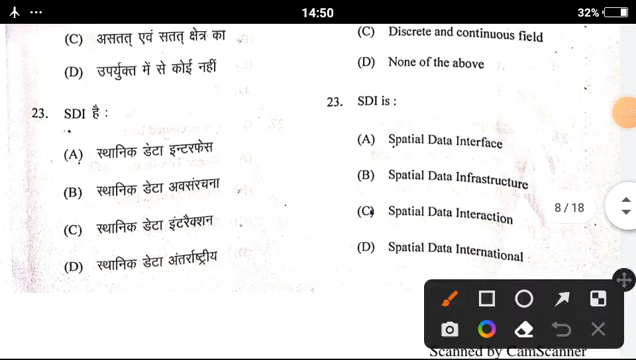 14:50
32%
(C) असतत् एवं सतत् क्षेत्र का
(D) उपर्युक्त में से कोई नहीं
23. SDI है :
(A) स्थानिक डेटा इन्टरफेस
(B) स्थानिक डेटा अवसंरचना
(C) स्थानिक डेटा इंटरैक्शन
(D) स्थानिक डेटा अंतर्राष्ट्रीय
(C) Discrete and continuous field
(D) None of the above
23. SDI is :
(A) Spatial Data Interface
(B) Spatial Data Infrastructure
(C) Spatial Data Interaction
(D) Spatial Data International
8 / 18
Scanned by CamScanner